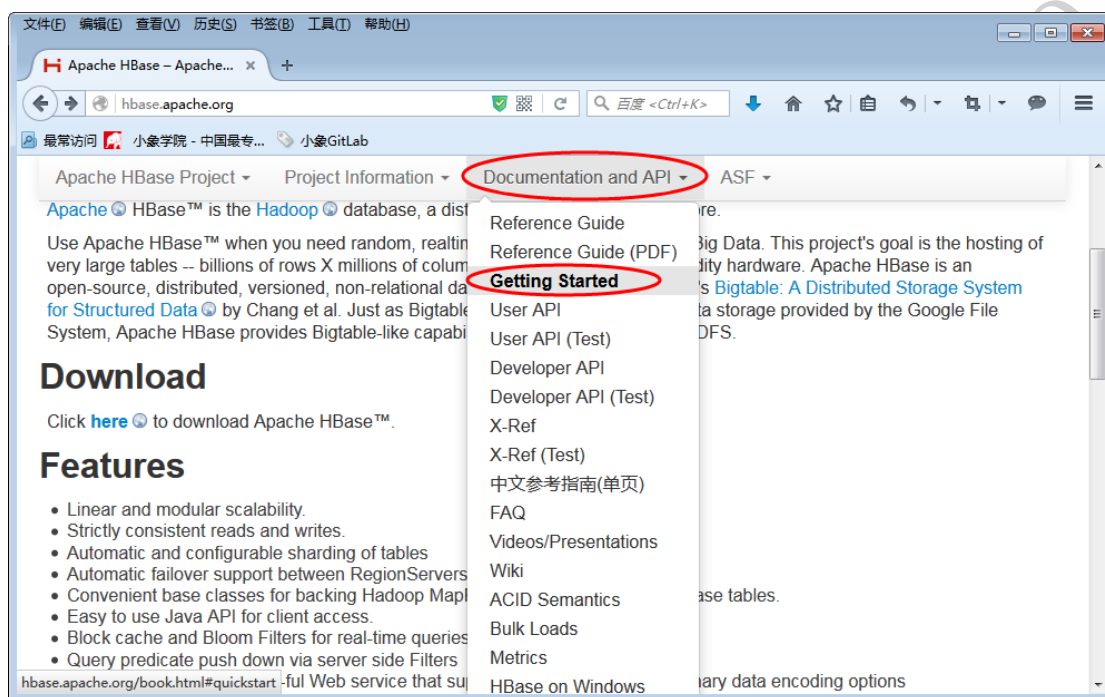 文件(F) 编辑(E) 查看(V) 历史(S) 书签(B) 工具(T) 帮助(H)
Apache HBase – Apache... × +
hbase.apache.org
百度 <Ctrl+K>
最常访问 小象学院 - 中国最专... 小象GitLab
Apache HBase Project Project Information Documentation and API ASF
Apache HBase™ is the Hadoop database, a dist re.
Use Apache HBase™ when you need random, realtin Big Data. This project's goal is the hosting of
very large tables -- billions of rows X millions of colum dity hardware. Apache HBase is an
open-source, distributed, versioned, non-relational da 's Bigtable: A Distributed Storage System
for Structured Data by Chang et al. Just as Bigtable ta storage provided by the Google File
System, Apache HBase provides Bigtable-like capabi DFS.
Download
Click here to download Apache HBase™.
Features
Linear and modular scalability.
Strictly consistent reads and writes.
Automatic and configurable sharding of tables
Automatic failover support between RegionServers
Convenient base classes for backing Hadoop Map ase tables.
Easy to use Java API for client access.
Block cache and Bloom Filters for real-time queries
Query predicate push down via server side Filters
-ful Web service that su ary data encoding options
hbase.apache.org/book.html#quickstart
Reference Guide
Reference Guide (PDF)
Getting Started
User API
User API (Test)
Developer API
Developer API (Test)
X-Ref
X-Ref (Test)
中文参考指南(单页)
FAQ
Videos/Presentations
Wiki
ACID Semantics
Bulk Loads
Metrics
HBase on Windows